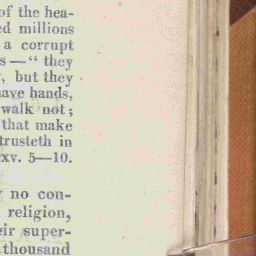 of the hea-
ed millions
a corrupt
s — " they
, but they
have hands,
walk not;
that make
trusteth in
xv. 5—10.
no con-
religion,
eir super-
thousand